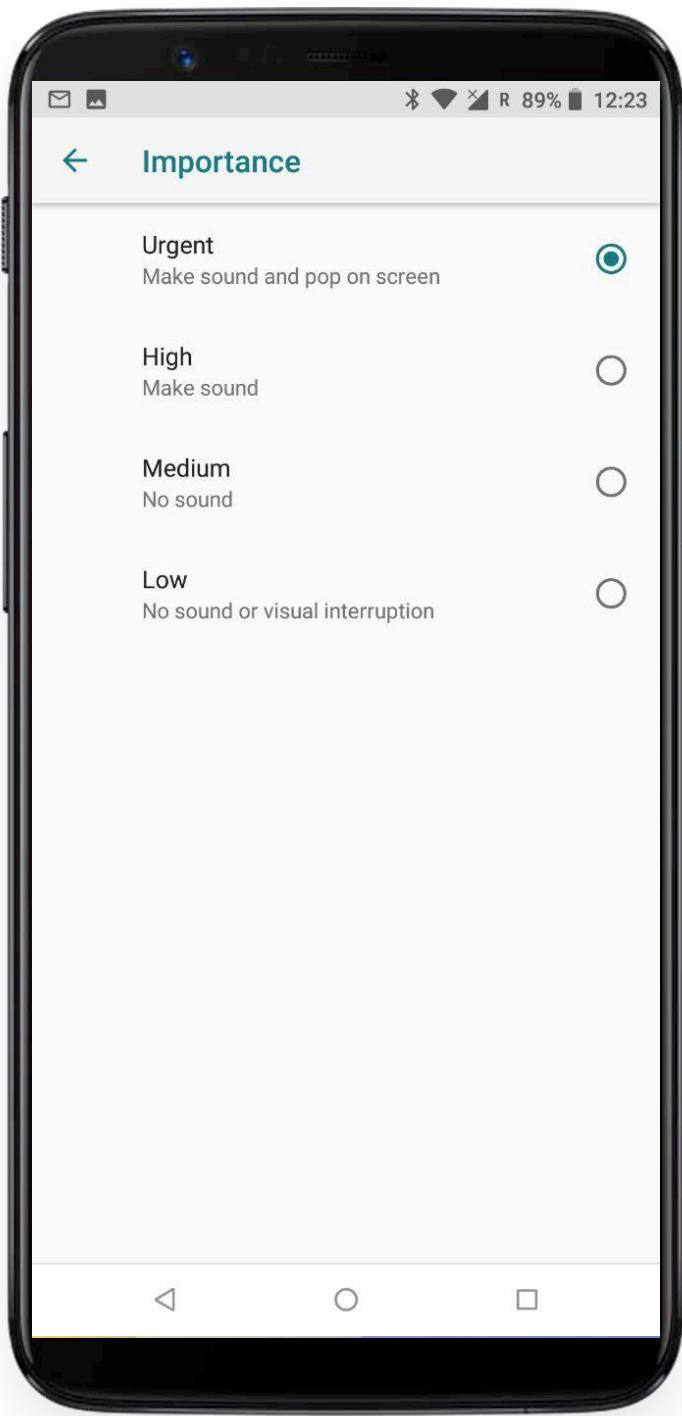 R 89% 12:23
Importance
Urgent
Make sound and pop on screen
High
Make sound
Medium
No sound
Low
No sound or visual interruption